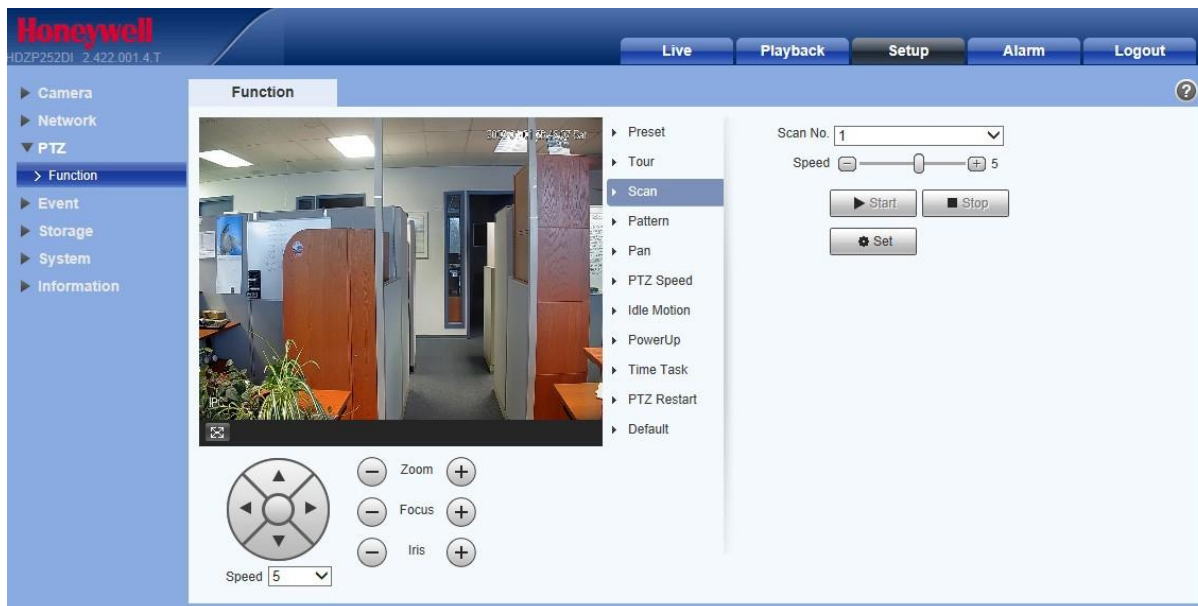 Honeywell
HDZP252DI 2.422.001.4.T
Live Playback Setup Alarm Logout
Camera
Network
PTZ
Function
Event
Storage
System
Information
Function
?
IP
Preset
Tour
Scan
Pattern
Pan
PTZ Speed
Idle Motion
PowerUp
Time Task
PTZ Restart
Default
Scan No. 1
Speed 5
Start Stop
Set
Zoom
Focus
Iris
Speed 5